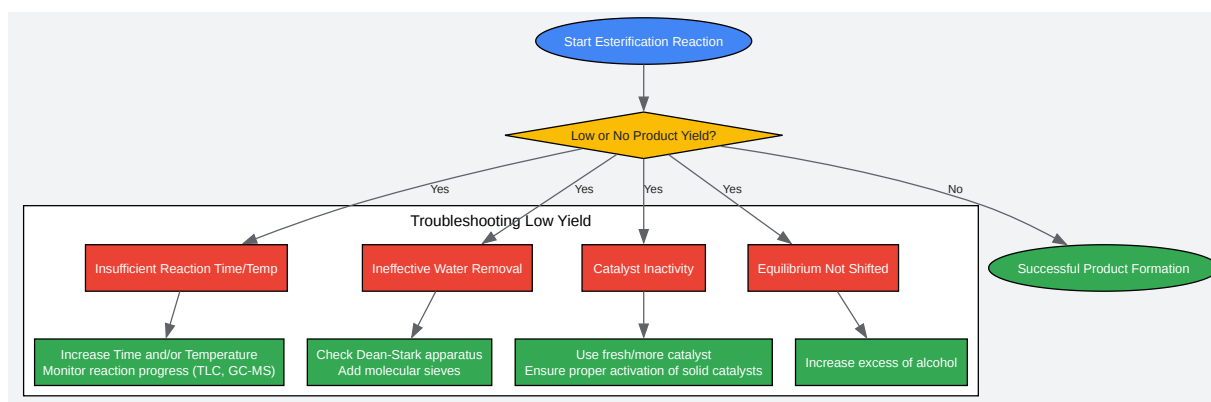 Start Esterification Reaction
Low or No Product Yield?
Yes
Yes
Yes
Yes
No
Troubleshooting Low Yield
Insufficient Reaction Time/Temp
Ineffective Water Removal
Catalyst Inactivity
Equilibrium Not Shifted
Successful Product Formation
Increase Time and/or Temperature
Monitor reaction progress (TLC, GC-MS)
Check Dean-Stark apparatus
Add molecular sieves
Use fresh/more catalyst
Ensure proper activation of solid catalysts
Increase excess of alcohol